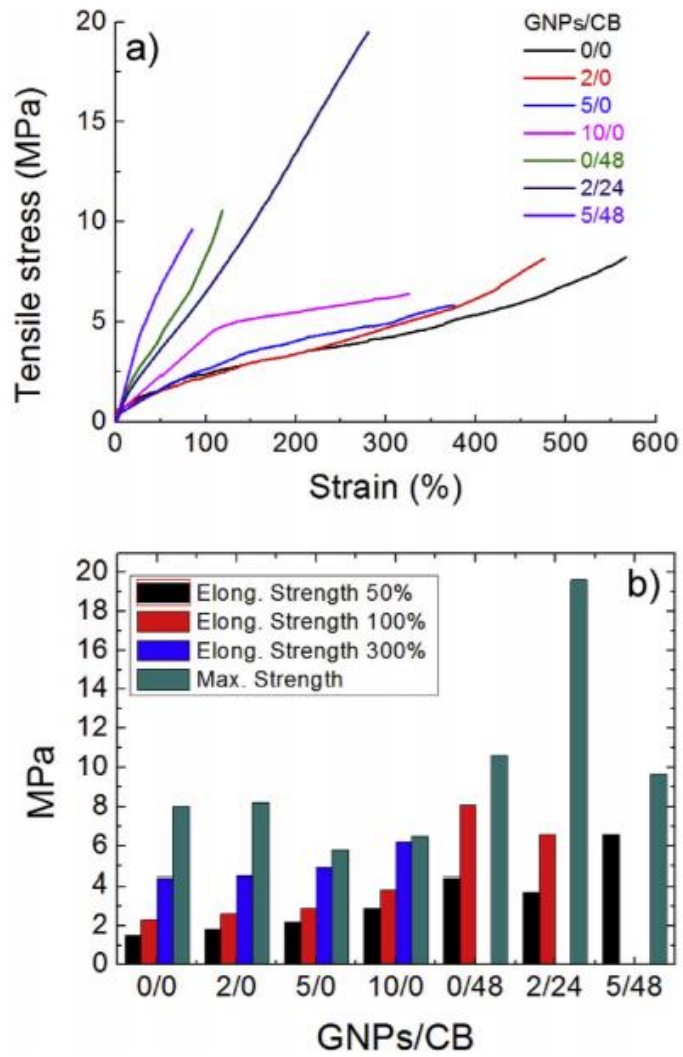 a)
Tensile stress (MPa)
20
15
10
5
0
GNPs/CB
0/0
2/0
5/0
10/0
0/48
2/24
5/48
0 100 200 300 400 500 600
Strain (%)
b)
MPa
20
18
16
14
12
10
8
6
4
2
0
Elong. Strength 50%
Elong. Strength 100%
Elong. Strength 300%
Max. Strength
0/0 2/0 5/0 10/0 0/48 2/24 5/48
GNPs/CB